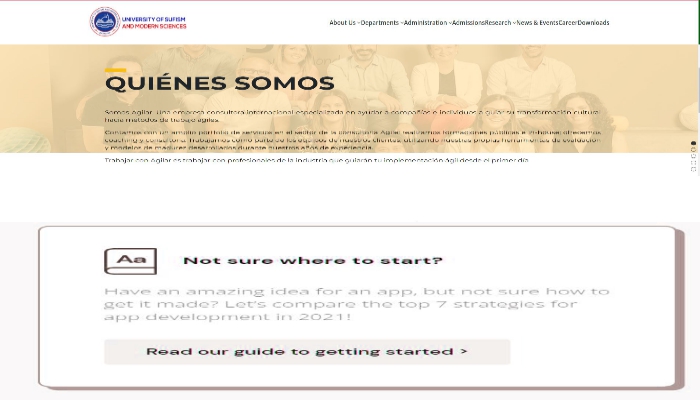 UNIVERSITY OF SUFISM
AND MODERN SCIENCES
About Us Departments Administration Admissions Research News & Events Career Downloads
QUIÉNES SOMOS
Somos Agilar, una empresa consultora internacional especializada en ayudar a compañías e individuos a guiar su transformación cultural
hacia métodos de trabajo ágiles.
Contamos con un amplio portfolio de servicios en el sector de la consultoría Agile: realizamos formaciones públicas e inhouse; ofrecemos
coaching y consultoría. Trabajamos como parte de los equipos de nuestros clientes, utilizando nuestras propias herramientas de evaluación
y modelos de madurez desarrollados durante nuestros años de experiencia.
Trabajar con Agilar es trabajar con profesionales de la industria que guiarán tu implementación ágil desde el primer día.
Aa
Not sure where to start?
Have an amazing idea for an app, but not sure how to
get it made? Let's compare the top 7 strategies for
app development in 2021!
Read our guide to getting started >